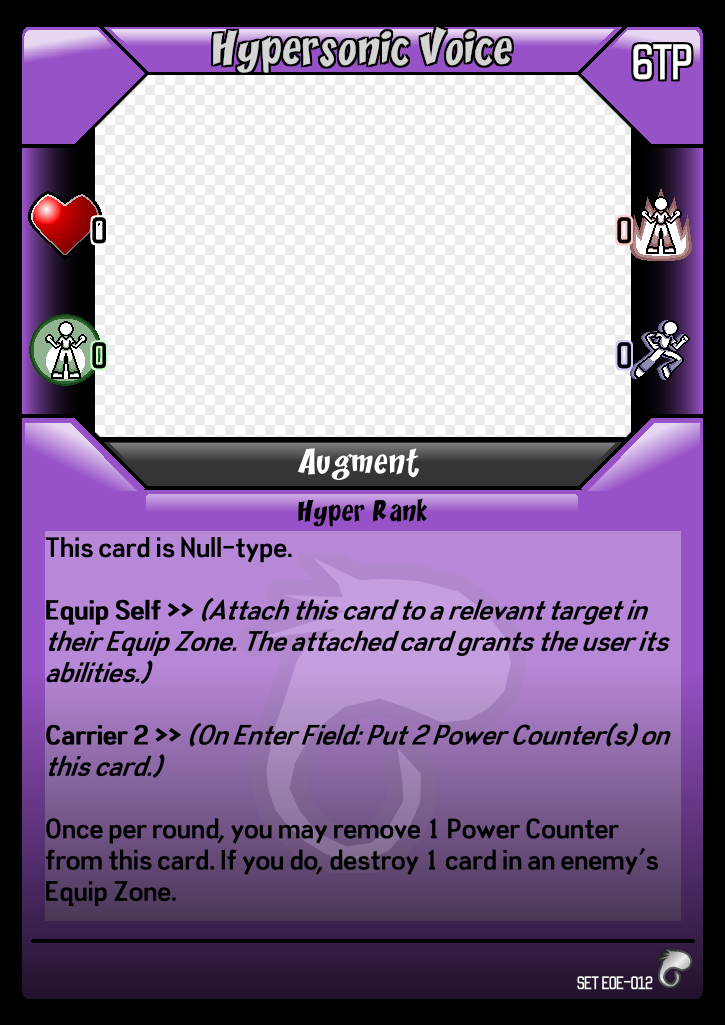 Hypersonic Voice
6TP
0
0
0
0
Augment
Hyper Rank
This card is Null-type.
Equip Self >> (Attach this card to a relevant target in
their Equip Zone. The attached card grants the user its
abilities.)
Carrier 2 >> (On Enter Field: Put 2 Power Counter(s) on
this card.)
Once per round, you may remove 1 Power Counter
from this card. If you do, destroy 1 card in an enemy's
Equip Zone.
SET EOE-012